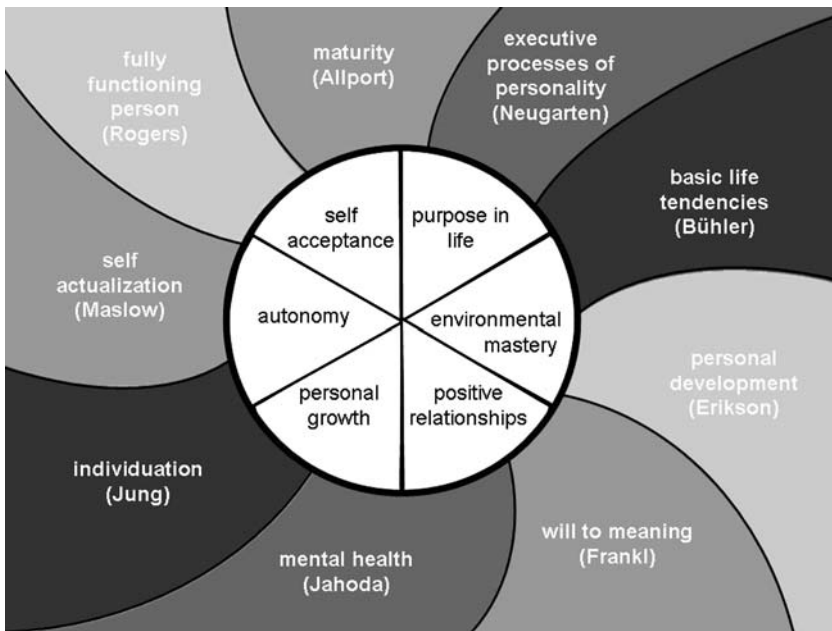 fully
functioning
person
(Rogers)
maturity
(Allport)
executive
processes of
personality
(Neugarten)
basic life
tendencies
(Bühler)
self
actualization
(Maslow)
self
acceptance
purpose in
life
autonomy
environmental
mastery
personal
growth
positive
relationships
personal
development
(Erikson)
individuation
(Jung)
mental health
(Jahoda)
will to meaning
(Frankl)